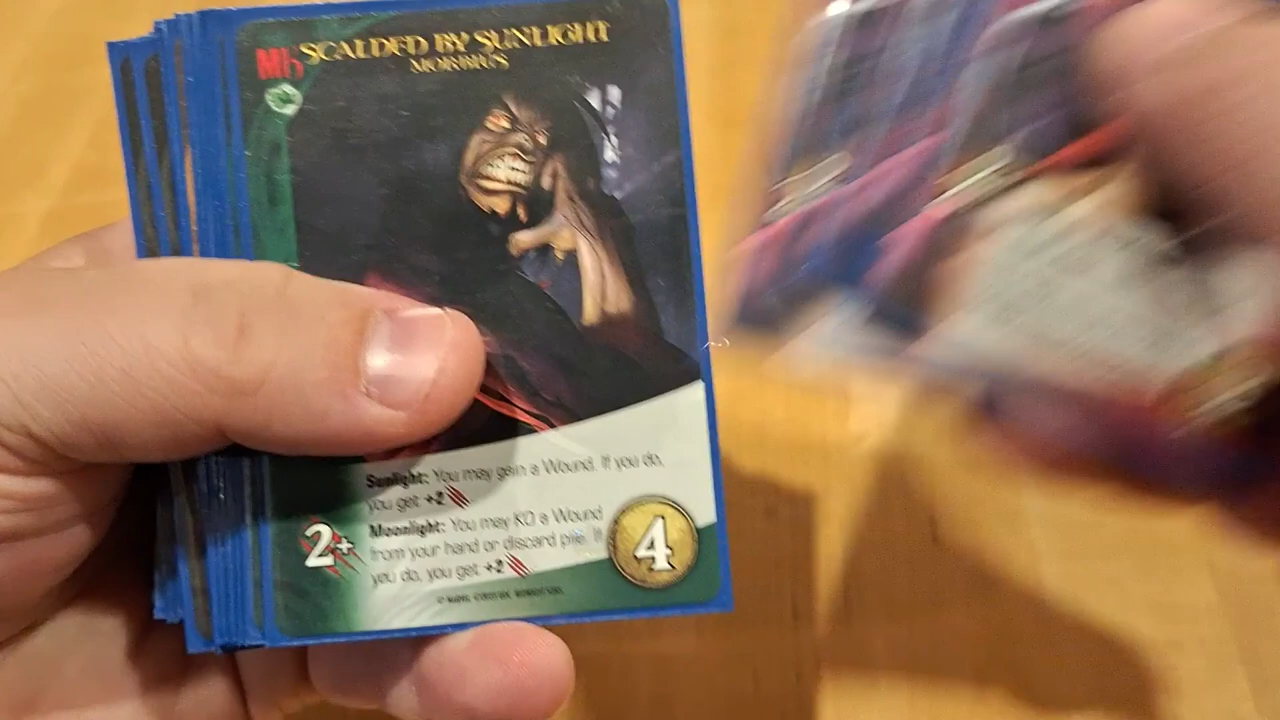 SCALDED BY SUNLIGHT
MORBIUS
Sunlight: You may gain a Wound. If you do,
you get +2
Moonlight: You may KO a Wound
from your hand or discard pile. If
you do, you get +2
2+
4